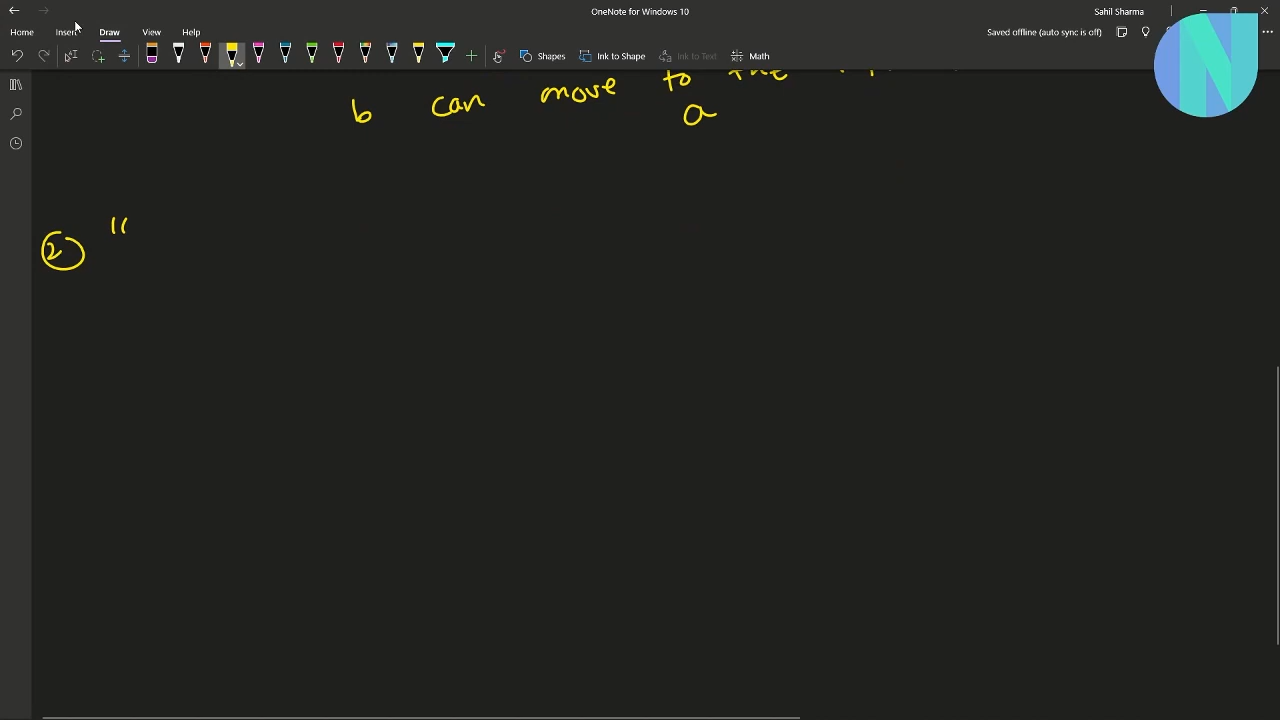 OneNote for Windows 10
Sahil Sharma
Home Insert Draw View Help
Saved offline (auto sync is off)
Shapes Ink to Shape Ink to Text Math
b can move to the
a
2 "